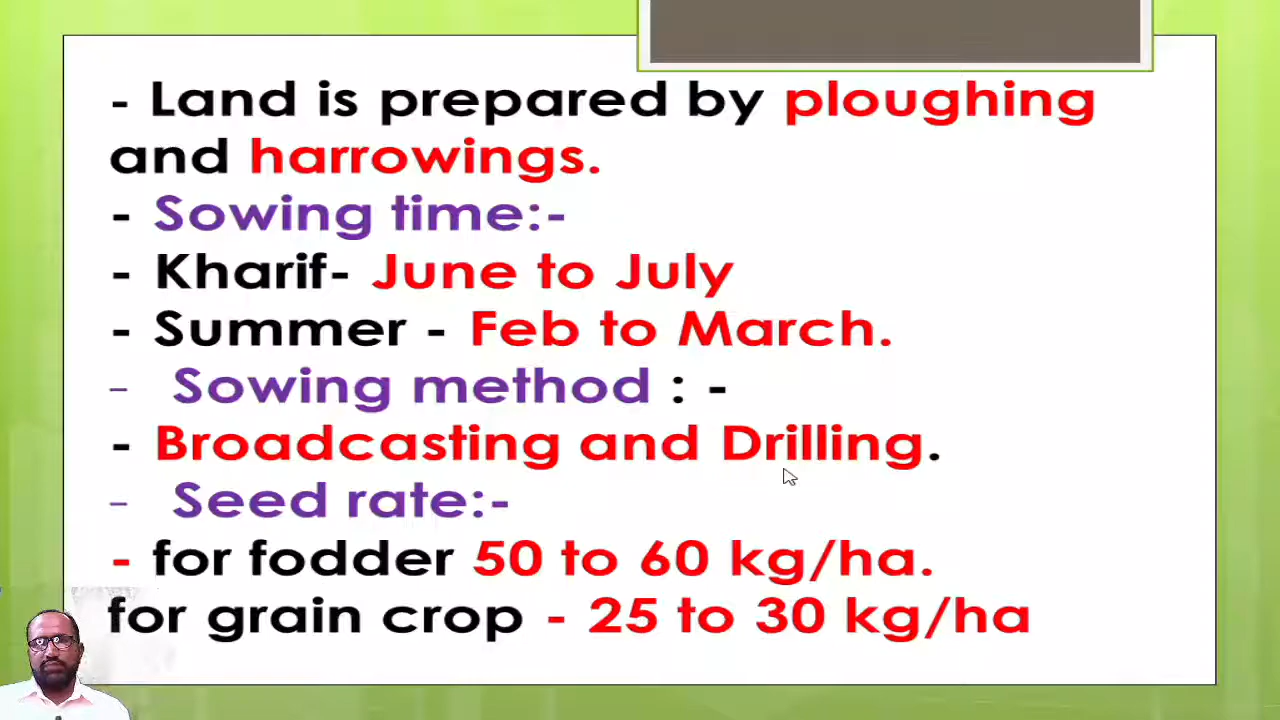 - Land is prepared by ploughing
and harrowings.
- Sowing time:-
- Kharif- June to July
- Summer - Feb to March.
- Sowing method : -
- Broadcasting and Drilling.
- Seed rate:-
- for fodder 50 to 60 kg/ha.
for grain crop - 25 to 30 kg/ha